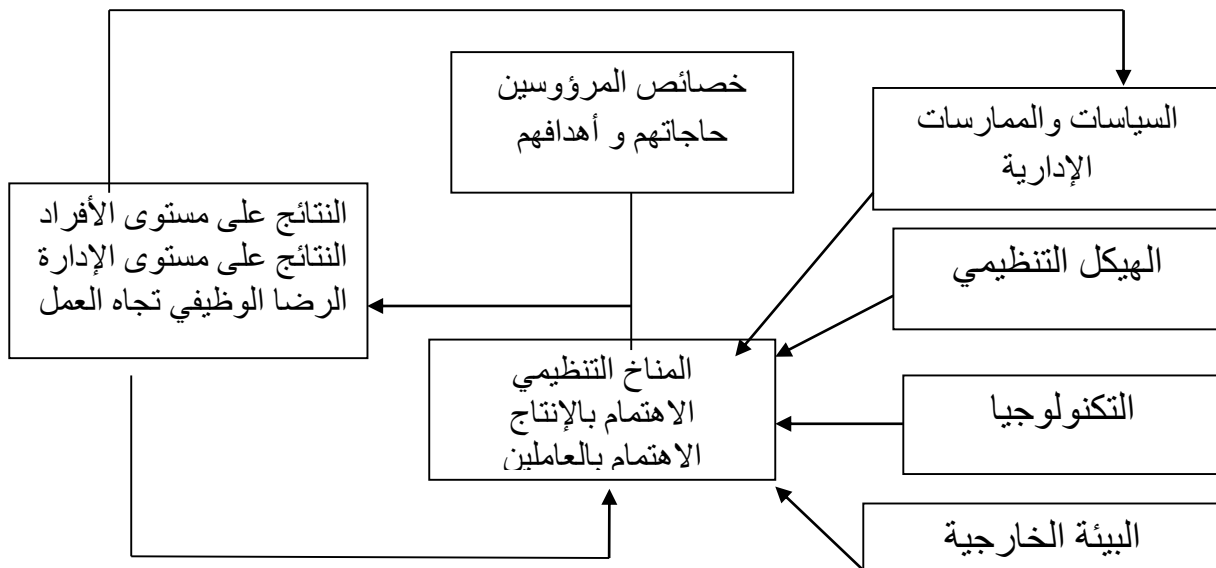 خصائص المرؤوسين
حاجاتهم و أهدافهم
السياسات والممارسات
الإدارية
النتائج على مستوى الأفراد
النتائج على مستوى الإدارة
الرضا الوظيفي تجاه العمل
الهيكل التنظيمي
المناخ التنظيمي
الاهتمام بالإنتاج
الاهتمام بالعاملين
التكنولوجيا
البيئة الخارجية